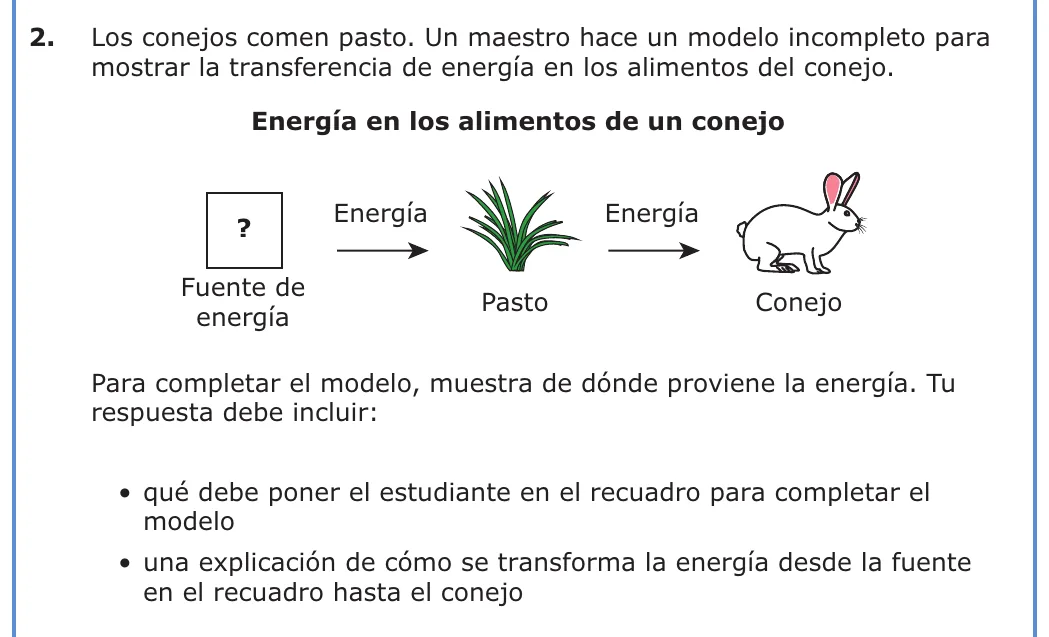 2. Los conejos comen pasto. Un maestro hace un modelo incompleto para
mostrar la transferencia de energía en los alimentos del conejo.
Energía en los alimentos de un conejo
?
Energía
Energía
Fuente de
energía
Pasto
Conejo
Para completar el modelo, muestra de dónde proviene la energía. Tu
respuesta debe incluir:
• qué debe poner el estudiante en el recuadro para completar el
modelo
• una explicación de cómo se transforma la energía desde la fuente
en el recuadro hasta el conejo